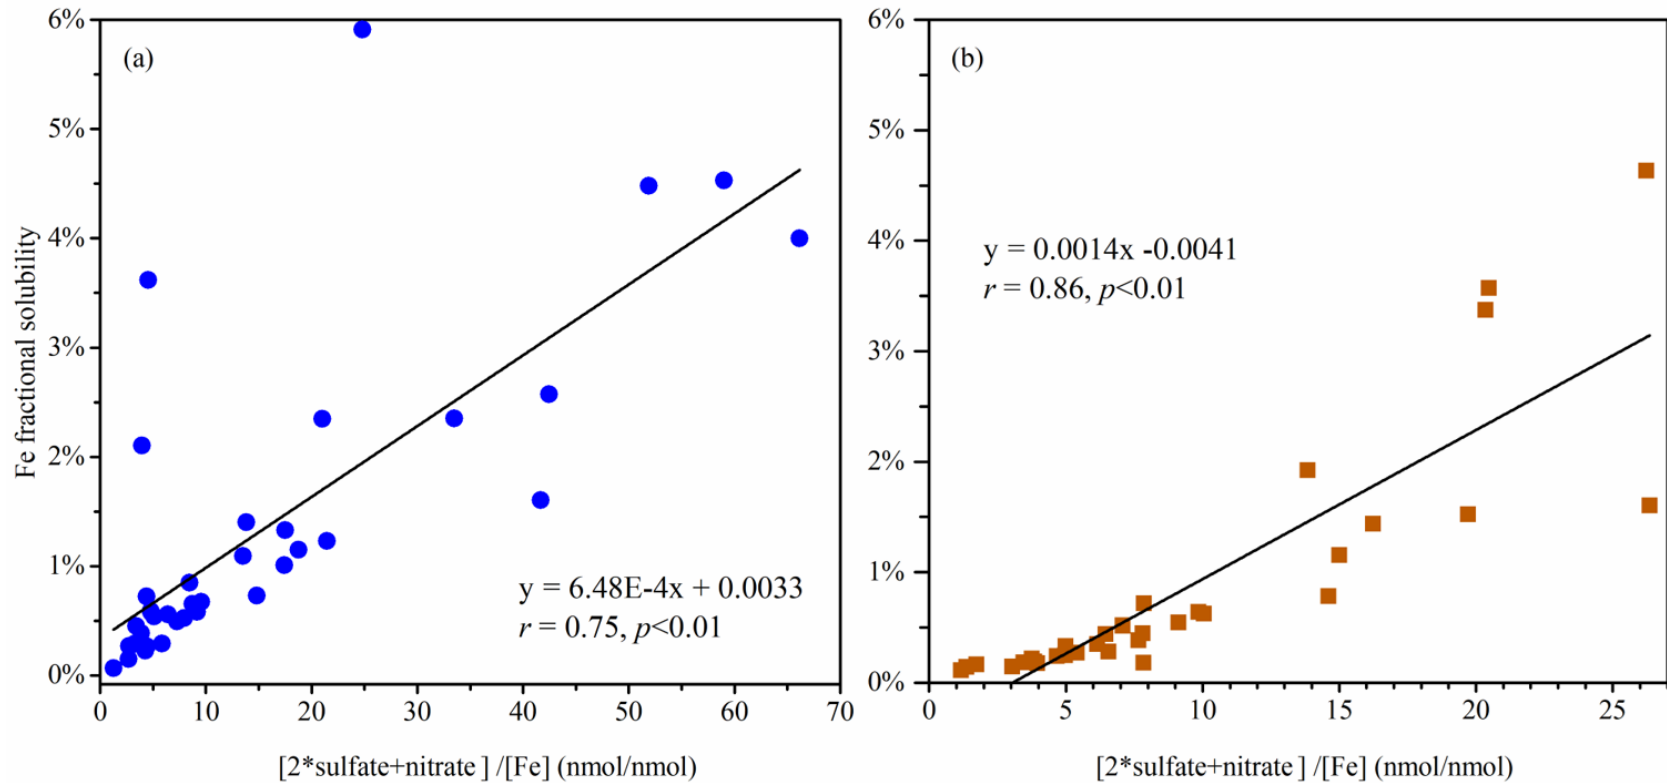 (a)
6%
5%
4%
3%
2%
1%
0%
Fe fractional solubility
y = 6.48E-4x + 0.0033
r = 0.75, p<0.01
0 10 20 30 40 50 60 70
[2*sulfate+nitrate] /[Fe] (nmol/nmol)
(b)
6%
5%
4%
3%
2%
1%
0%
y = 0.0014x -0.0041
r = 0.86, p<0.01
0 5 10 15 20 25
[2*sulfate+nitrate] /[Fe] (nmol/nmol)